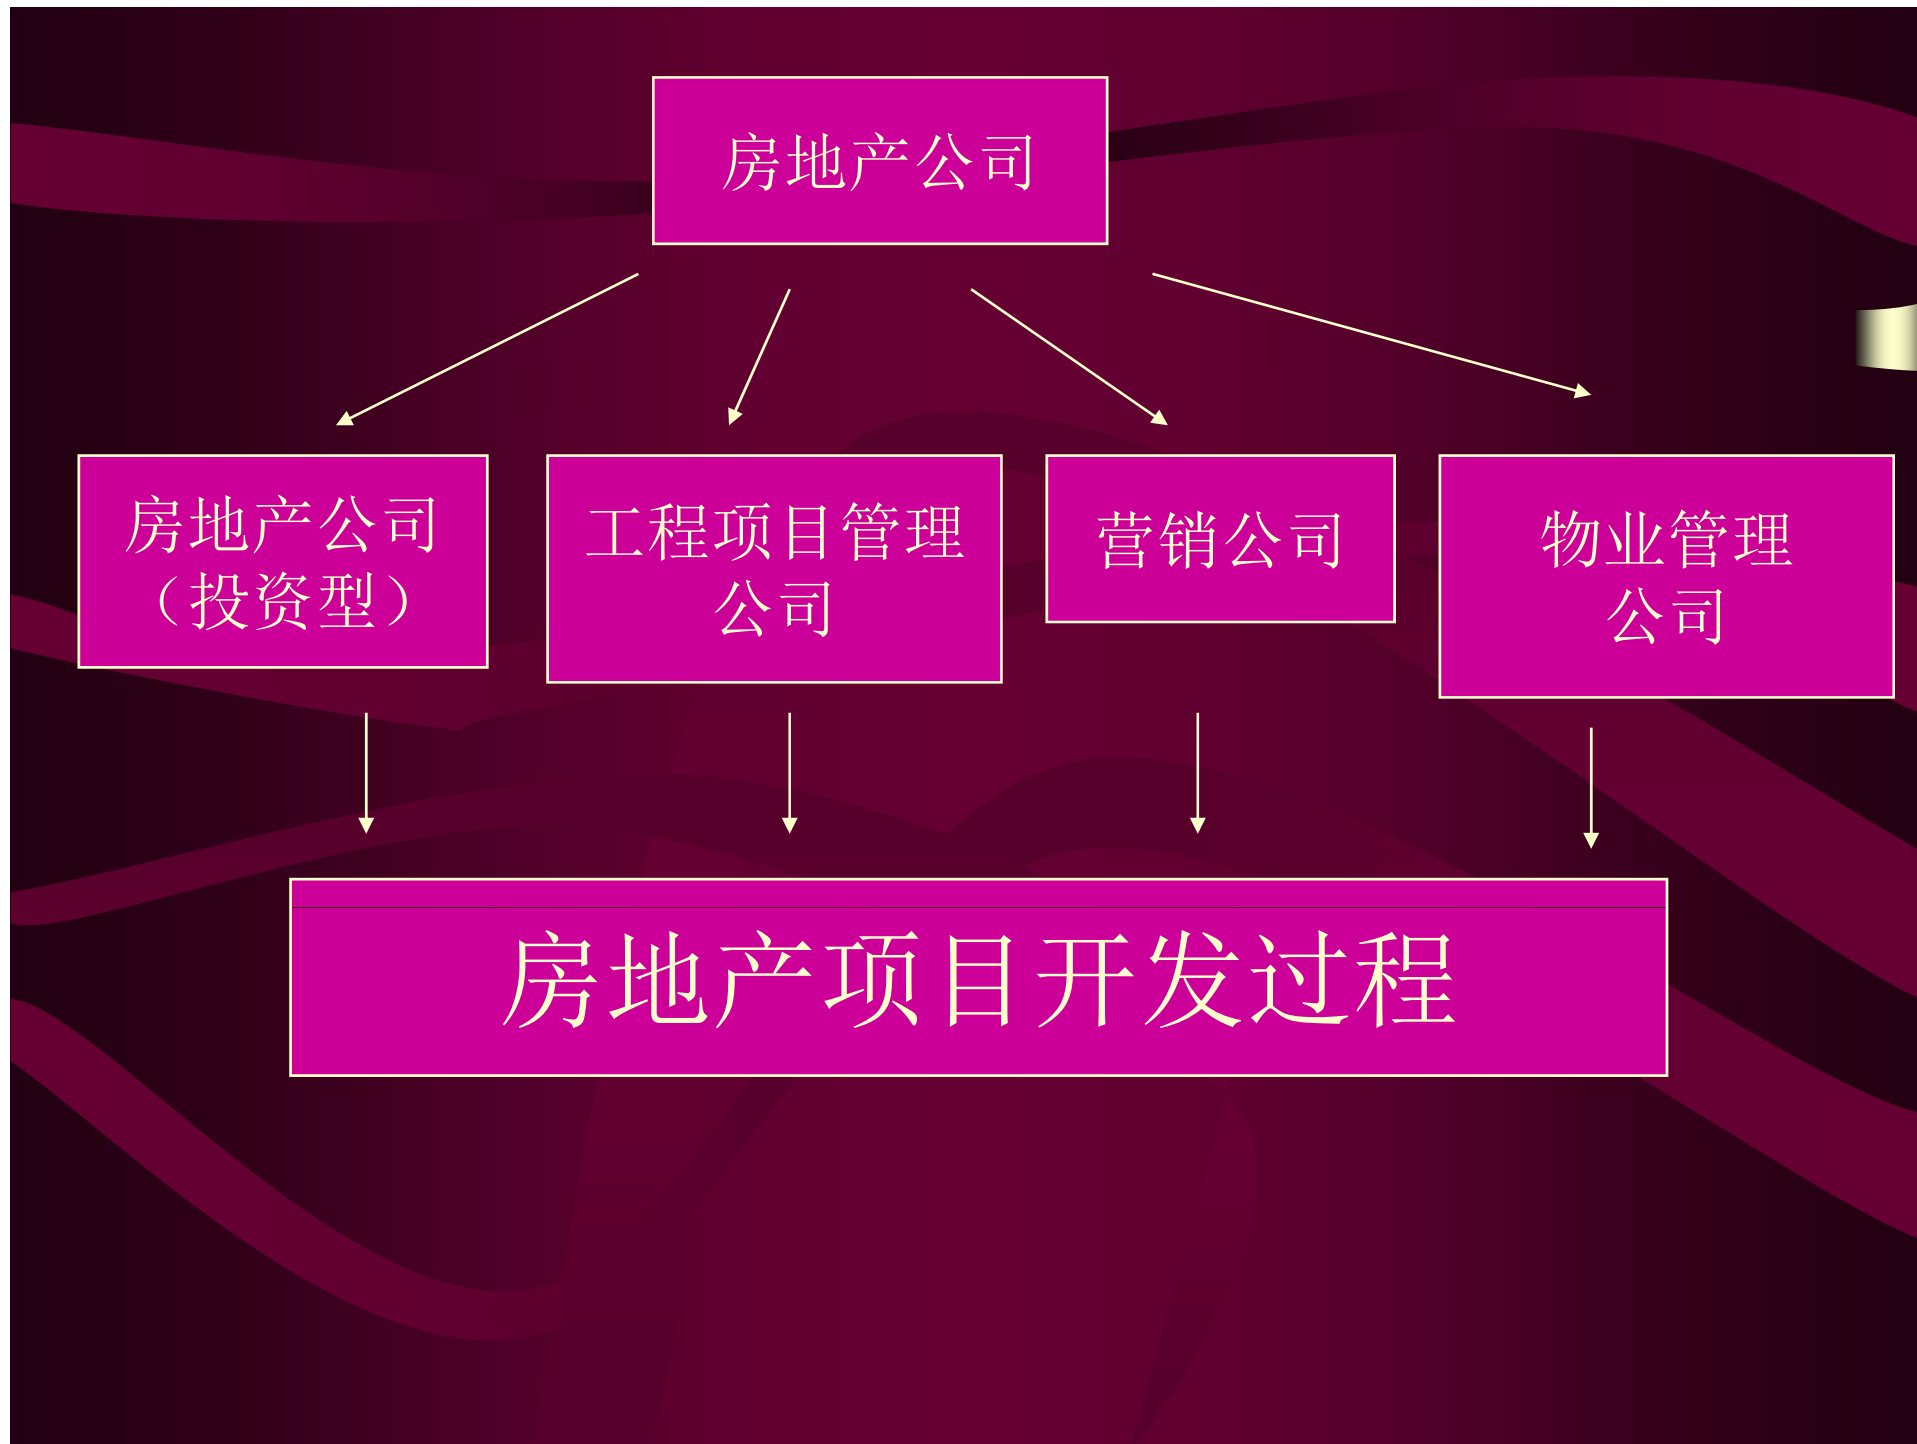 房地产公司
房地产公司
（投资型）
工程项目管理
公司
营销公司
物业管理
公司
房地产项目开发过程